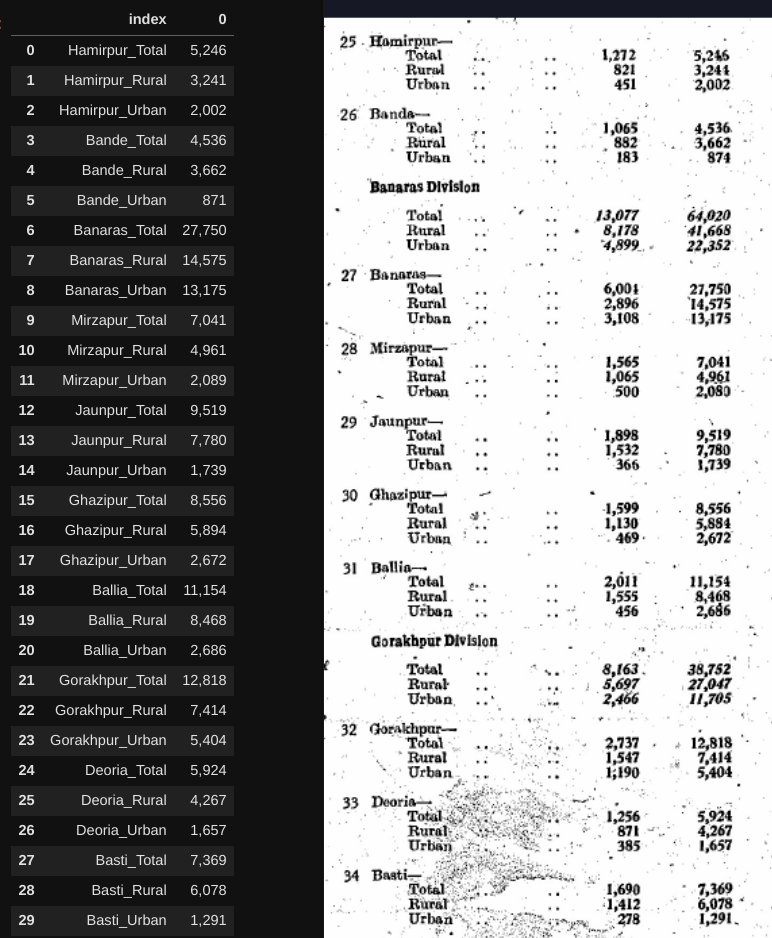 index 0
0 Hamirpur_Total 5,246
1 Hamirpur_Rural 3,241
2 Hamirpur_Urban 2,002
3 Bande_Total 4,536
4 Bande_Rural 3,662
5 Bande_Urban 871
6 Banaras_Total 27,750
7 Banaras_Rural 14,575
8 Banaras_Urban 13,175
9 Mirzapur_Total 7,041
10 Mirzapur_Rural 4,961
11 Mirzapur_Urban 2,089
12 Jaunpur_Total 9,519
13 Jaunpur_Rural 7,780
14 Jaunpur_Urban 1,739
15 Ghazipur_Total 8,556
16 Ghazipur_Rural 5,894
17 Ghazipur_Urban 2,672
18 Ballia_Total 11,154
19 Ballia_Rural 8,468
20 Ballia_Urban 2,686
21 Gorakhpur_Total 12,818
22 Gorakhpur_Rural 7,414
23 Gorakhpur_Urban 5,404
24 Deoria_Total 5,924
25 Deoria_Rural 4,267
26 Deoria_Urban 1,657
27 Basti_Total 7,369
28 Basti_Rural 6,078
29 Basti_Urban 1,291
25 Hamirpur—
Total .. .. 1,272 5,246
Rural .. .. 821 3,244
Urban .. .. 451 2,002
26 Banda—
Total .. .. 1,065 4,536
Rural .. .. 882 3,662
Urban .. .. 183 874
Banaras Division
Total .. .. 13,077 64,020
Rural .. .. 8,178 41,668
Urban .. .. 4,899 22,352
27 Banaras—
Total .. .. 6,004 27,750
Rural .. .. 2,896 14,575
Urban .. .. 3,108 13,175
28 Mirzapur—
Total .. .. 1,565 7,041
Rural .. .. 1,065 4,961
Urban .. .. 500 2,080
29 Jaunpur—
Total .. .. 1,898 9,519
Rural .. .. 1,532 7,780
Urban .. .. 366 1,739
30 Ghazipur—
Total .. .. 1,599 8,556
Rural .. .. 1,130 5,884
Urban .. .. 469 2,672
31 Ballia—
Total .. .. 2,011 11,154
Rural .. .. 1,555 8,468
Urban .. .. 456 2,686
Gorakhpur Division
Total .. .. 8,163 38,752
Rural .. .. 5,697 27,047
Urban .. .. 2,466 11,705
32 Gorakhpur—
Total .. .. 2,737 12,818
Rural .. .. 1,547 7,414
Urban .. .. 1,190 5,404
33 Deoria—
Total .. .. 1,256 5,924
Rural .. .. 871 4,267
Urban .. .. 385 1,657
34 Basti—
Total .. .. 1,690 7,369
Rural .. .. 1,412 6,078
Urban .. .. 278 1,291